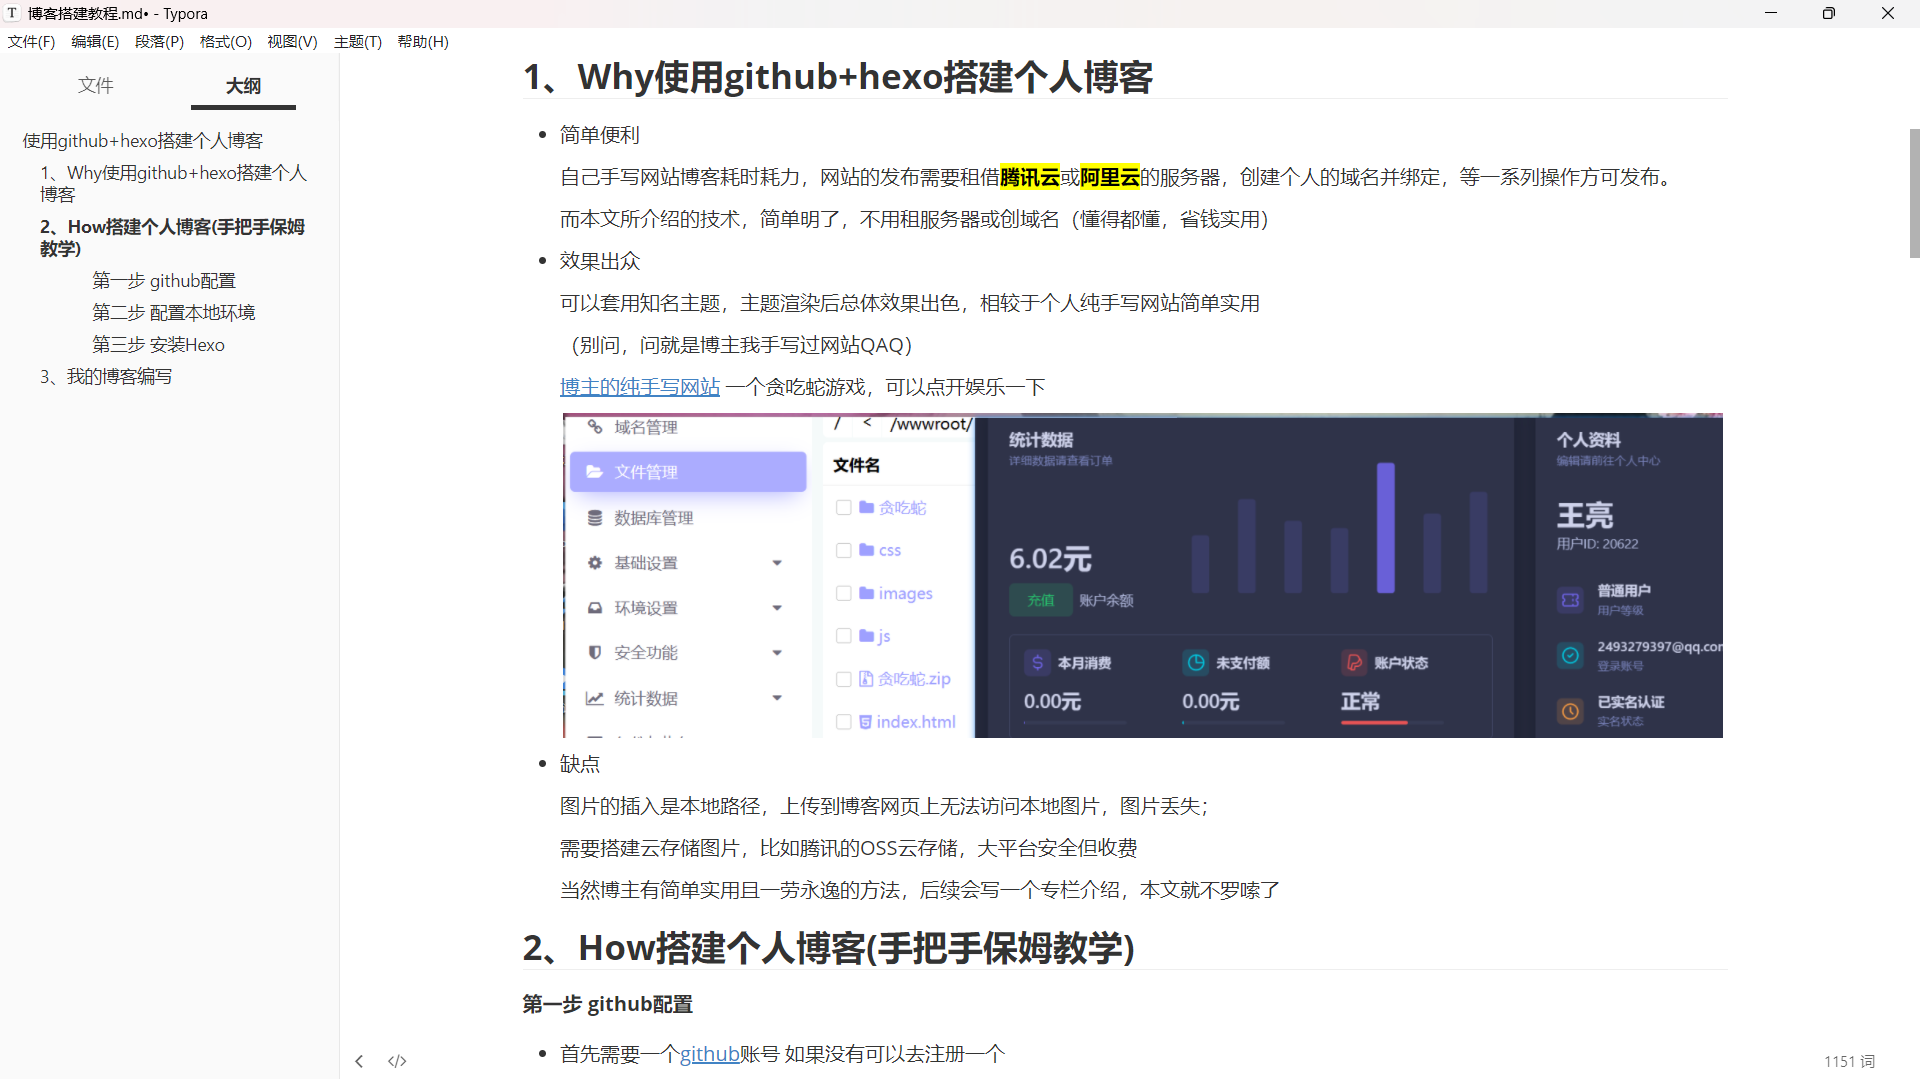 T 博客搭建教程.md• - Typora
文件(F) 编辑(E) 段落(P) 格式(O) 视图(V) 主题(T) 帮助(H)
文件 大纲
使用github+hexo搭建个人博客
1、Why使用github+hexo搭建个人
博客
2、How搭建个人博客(手把手保姆
教学)
第一步 github配置
第二步 配置本地环境
第三步 安装Hexo
3、我的博客编写
1、Why使用github+hexo搭建个人博客
• 简单便利
自己手写网站博客耗时耗力，网站的发布需要租借腾讯云或阿里云的服务器，创建个人的域名并绑定，等一系列操作方可发布。
而本文所介绍的技术，简单明了，不用租服务器或创域名（懂得都懂，省钱实用）
• 效果出众
可以套用知名主题，主题渲染后总体效果出色，相较于个人纯手写网站简单实用
（别问，问就是博主我手写过网站QAQ）
博主的纯手写网站 一个贪吃蛇游戏，可以点开娱乐一下
域名管理
文件管理
数据库管理
基础设置
环境设置
安全功能
统计数据
/ < /wwwroot/
文件名
贪吃蛇
css
images
js
贪吃蛇.zip
index.html
统计数据
详细数据请查看订单
6.02元
充值 账户余额
本月消费 未支付额 账户状态
0.00元 0.00元 正常
个人资料
编辑请前往个人中心
王亮
用户ID: 20622
普通用户
用户等级
2493279397@qq.com
登录账号
已实名认证
实名状态
• 缺点
图片的插入是本地路径，上传到博客网页上无法访问本地图片，图片丢失；
需要搭建云存储图片，比如腾讯的OSS云存储，大平台安全但收费
当然博主有简单实用且一劳永逸的方法，后续会写一个专栏介绍，本文就不罗嗦了
2、How搭建个人博客(手把手保姆教学)
第一步 github配置
• 首先需要一个github账号 如果没有可以去注册一个
1151 词